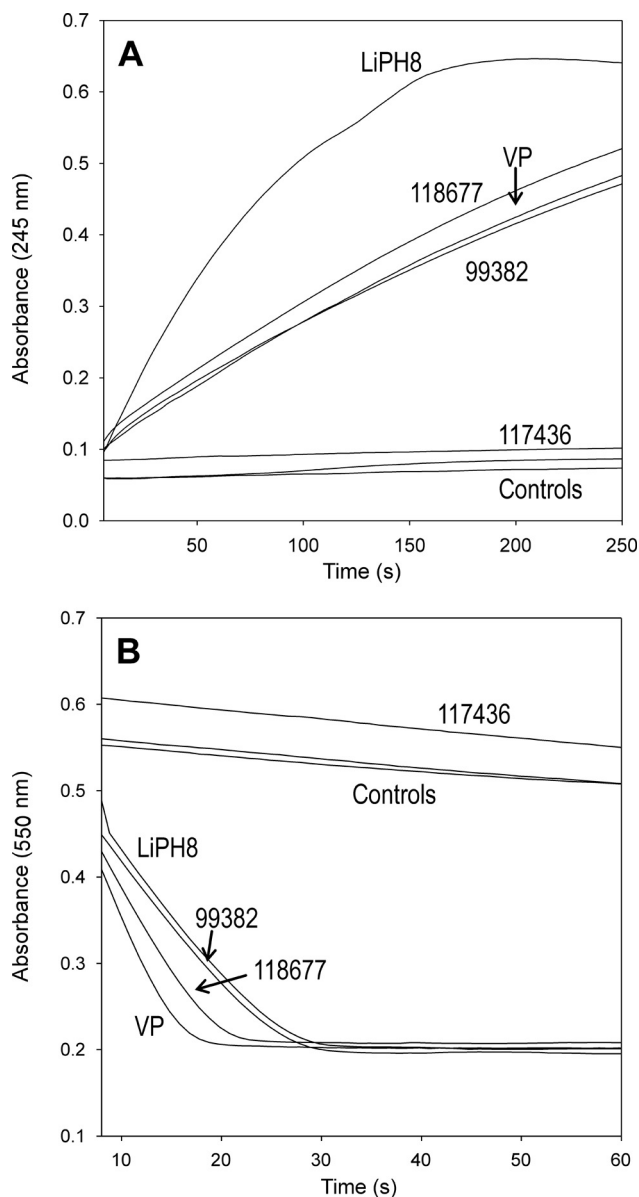 A
Absorbance (245 nm)
0.7
0.6
0.5
0.4
0.3
0.2
0.1
0.0
LiPH8
VP
118677
99382
117436
Controls
50
100
150
200
250
Time (s)
B
Absorbance (550 nm)
0.7
0.6
0.5
0.4
0.3
0.2
0.1
117436
Controls
LiPH8
99382
118677
VP
10
20
30
40
50
60
Time (s)